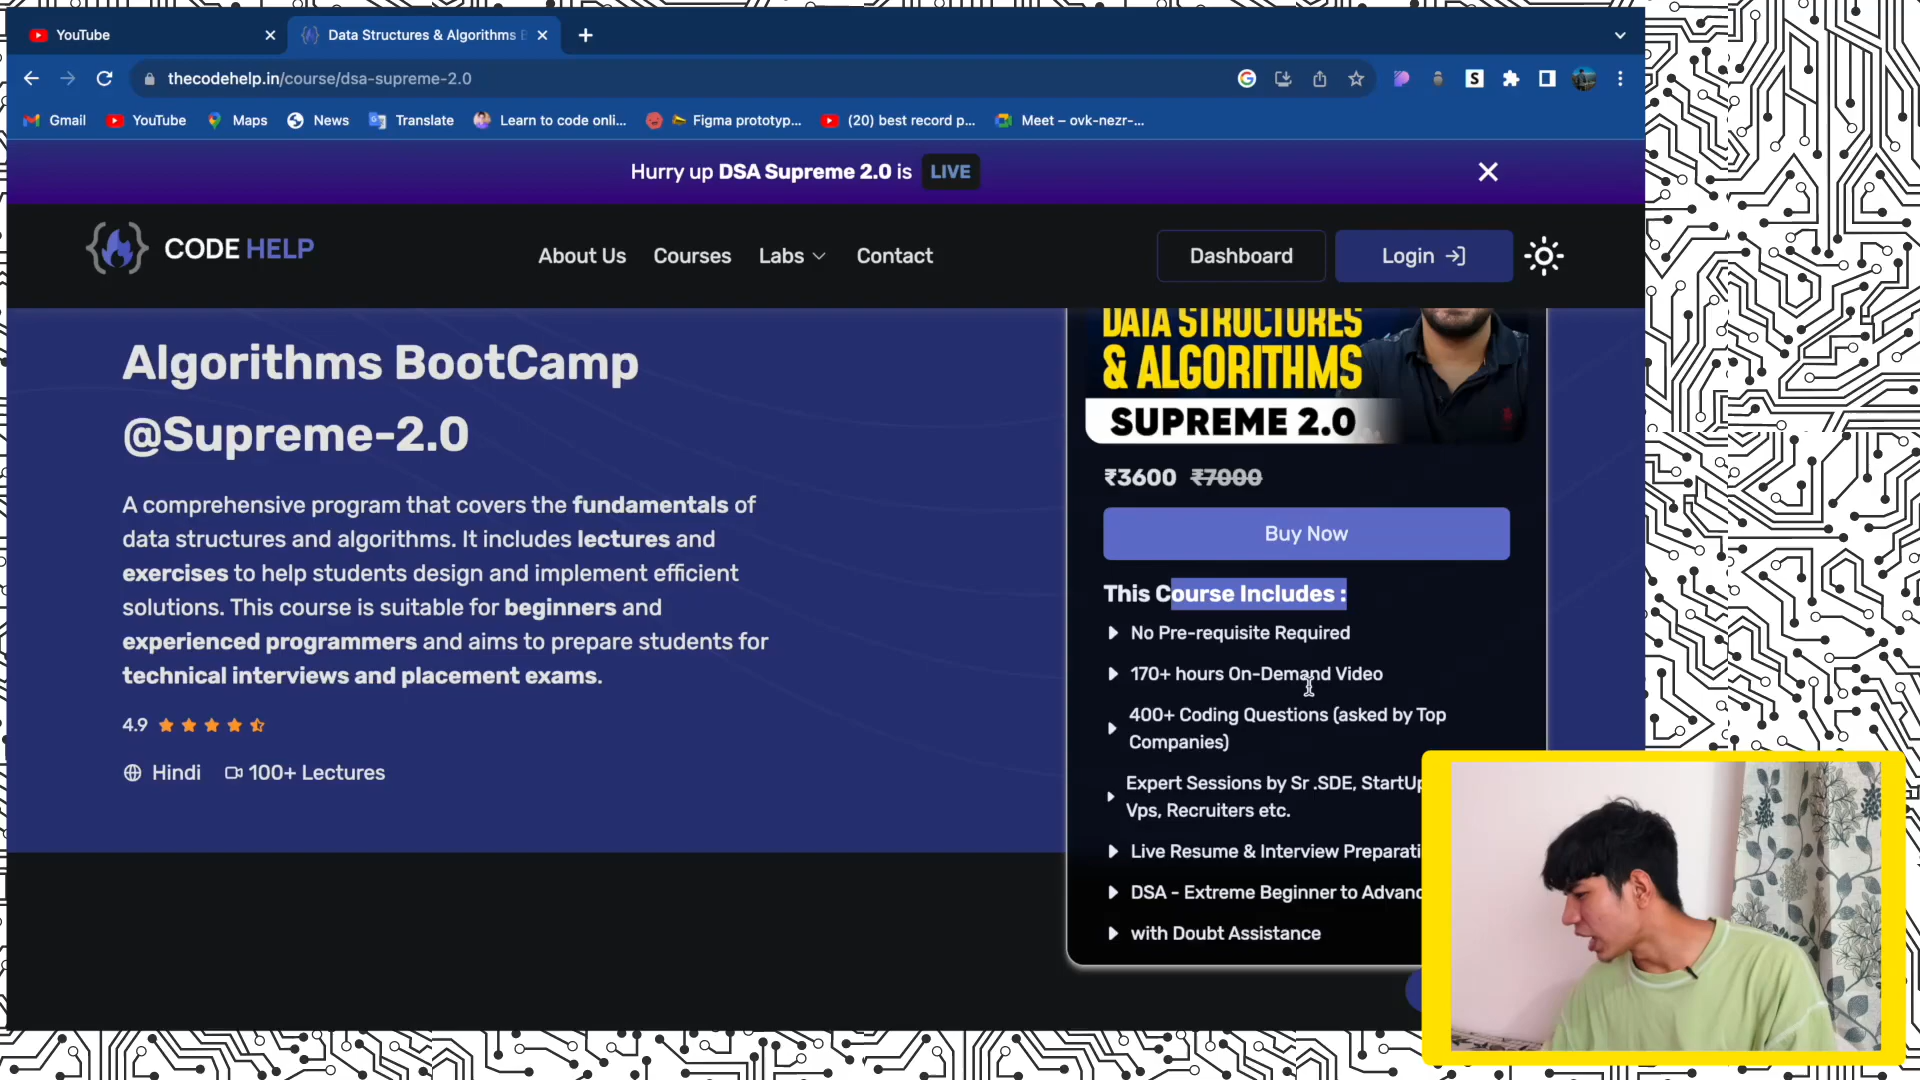 YouTube
Data Structures & Algorithms B
thecodehelp.in/course/dsa-supreme-2.0
Gmail YouTube Maps News Translate Learn to code onli... Figma prototyp... (20) best record p... Meet – ovk-nezr-...
Hurry up DSA Supreme 2.0 is LIVE
CODE HELP
About Us Courses Labs Contact
Dashboard Login
Algorithms BootCamp
@Supreme-2.0
A comprehensive program that covers the fundamentals of
data structures and algorithms. It includes lectures and
exercises to help students design and implement efficient
solutions. This course is suitable for beginners and
experienced programmers and aims to prepare students for
technical interviews and placement exams.
4.9
Hindi 100+ Lectures
DATA STRUCTURES
& ALGORITHMS
SUPREME 2.0
₹3600 ₹7000
Buy Now
This Course Includes :
No Pre-requisite Required
170+ hours On-Demand Video
400+ Coding Questions (asked by Top
Companies)
Expert Sessions by Sr .SDE, StartUp
Vps, Recruiters etc.
Live Resume & Interview Preparati
DSA - Extreme Beginner to Advanc
with Doubt Assistance